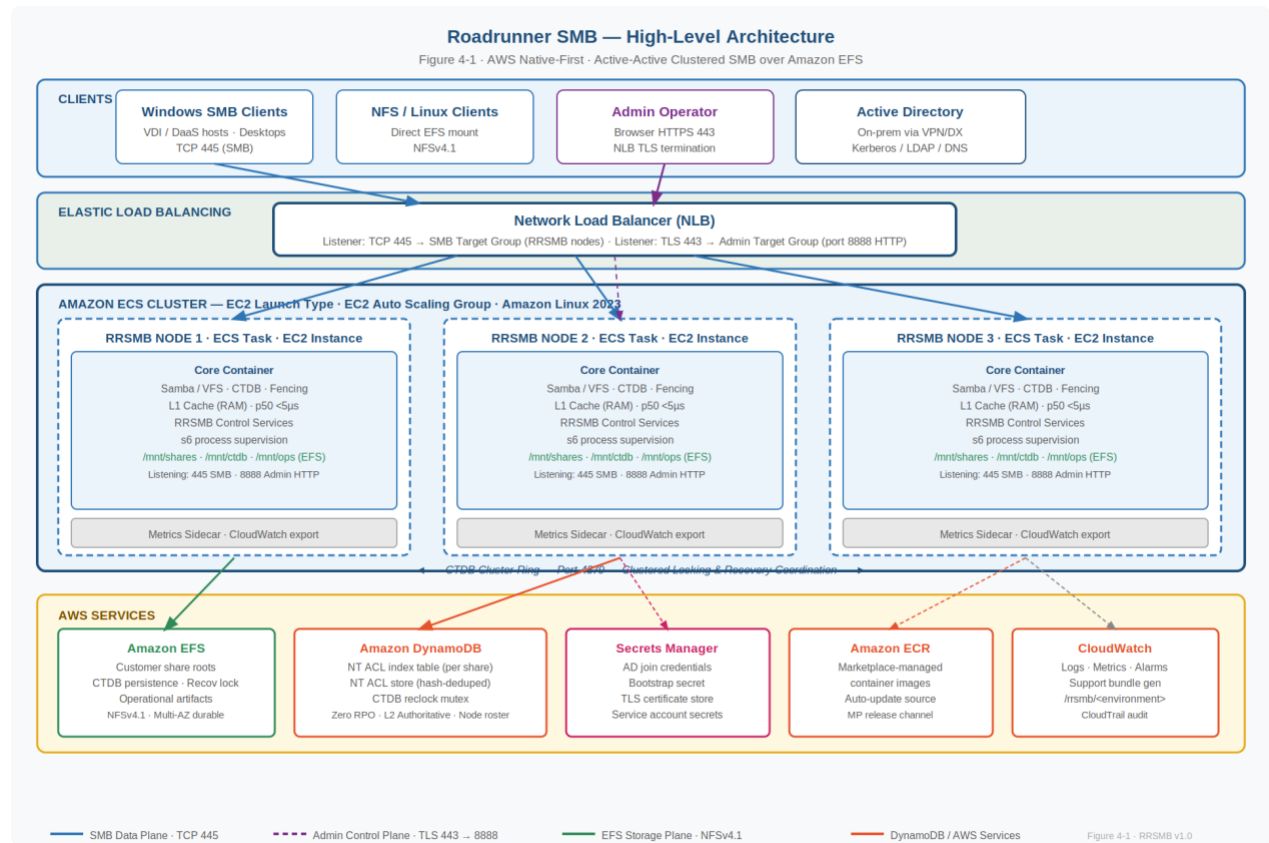 Roadrunner SMB — High-Level Architecture
Figure 4-1 · AWS Native-First · Active-Active Clustered SMB over Amazon EFS
CLIENTS
Windows SMB Clients
VDI / DaaS hosts · Desktops
TCP 445 (SMB)
NFS / Linux Clients
Direct EFS mount
NFSv4.1
Admin Operator
Browser HTTPS 443
NLB TLS termination
Active Directory
On-prem via VPN/DX
Kerberos / LDAP / DNS
ELASTIC LOAD BALANCING
Network Load Balancer (NLB)
Listener: TCP 445 → SMB Target Group (RRSMB nodes) · Listener: TLS 443 → Admin Target Group (port 8888 HTTP)
AMAZON ECS CLUSTER — EC2 Launch Type · EC2 Auto Scaling Group · Amazon Linux 2023
RRSMB NODE 1 · ECS Task · EC2 Instance
Core Container
Samba / VFS · CTDB · Fencing
L1 Cache (RAM) · p50 <5µs
RRSMB Control Services
s6 process supervision
/mnt/shares · /mnt/ctdb · /mnt/ops (EFS)
Listening: 445 SMB · 8888 Admin HTTP
Metrics Sidecar · CloudWatch export
RRSMB NODE 2 · ECS Task · EC2 Instance
Core Container
Samba / VFS · CTDB · Fencing
L1 Cache (RAM) · p50 <5µs
RRSMB Control Services
s6 process supervision
/mnt/shares · /mnt/ctdb · /mnt/ops (EFS)
Listening: 445 SMB · 8888 Admin HTTP
Metrics Sidecar · CloudWatch export
RRSMB NODE 3 · ECS Task · EC2 Instance
Core Container
Samba / VFS · CTDB · Fencing
L1 Cache (RAM) · p50 <5µs
RRSMB Control Services
s6 process supervision
/mnt/shares · /mnt/ctdb · /mnt/ops (EFS)
Listening: 445 SMB · 8888 Admin HTTP
Metrics Sidecar · CloudWatch export
CTDB Cluster Ring — Port — Clustered Locking & Recovery Coordination
AWS SERVICES
Amazon EFS
Customer share roots
CTDB persistence · Recov lock
Operational artifacts
NFSv4.1 · Multi-AZ durable
Amazon DynamoDB
NT ACL index table (per share)
NT ACL store (hash-deduped)
CTDB reclock mutex
Zero RPO · L2 Authoritative · Node roster
Secrets Manager
AD join credentials
Bootstrap secret
TLS certificate store
Service account secrets
Amazon ECR
Marketplace-managed
container images
Auto-update source
MP release channel
CloudWatch
Logs · Metrics · Alarms
Support bundle gen
/rrsmb/<environment>
CloudTrail audit
SMB Data Plane · TCP 445
Admin Control Plane · TLS 443 → 8888
EFS Storage Plane · NFSv4.1
DynamoDB / AWS Services
Figure 4-1 · RRSMB v1.0